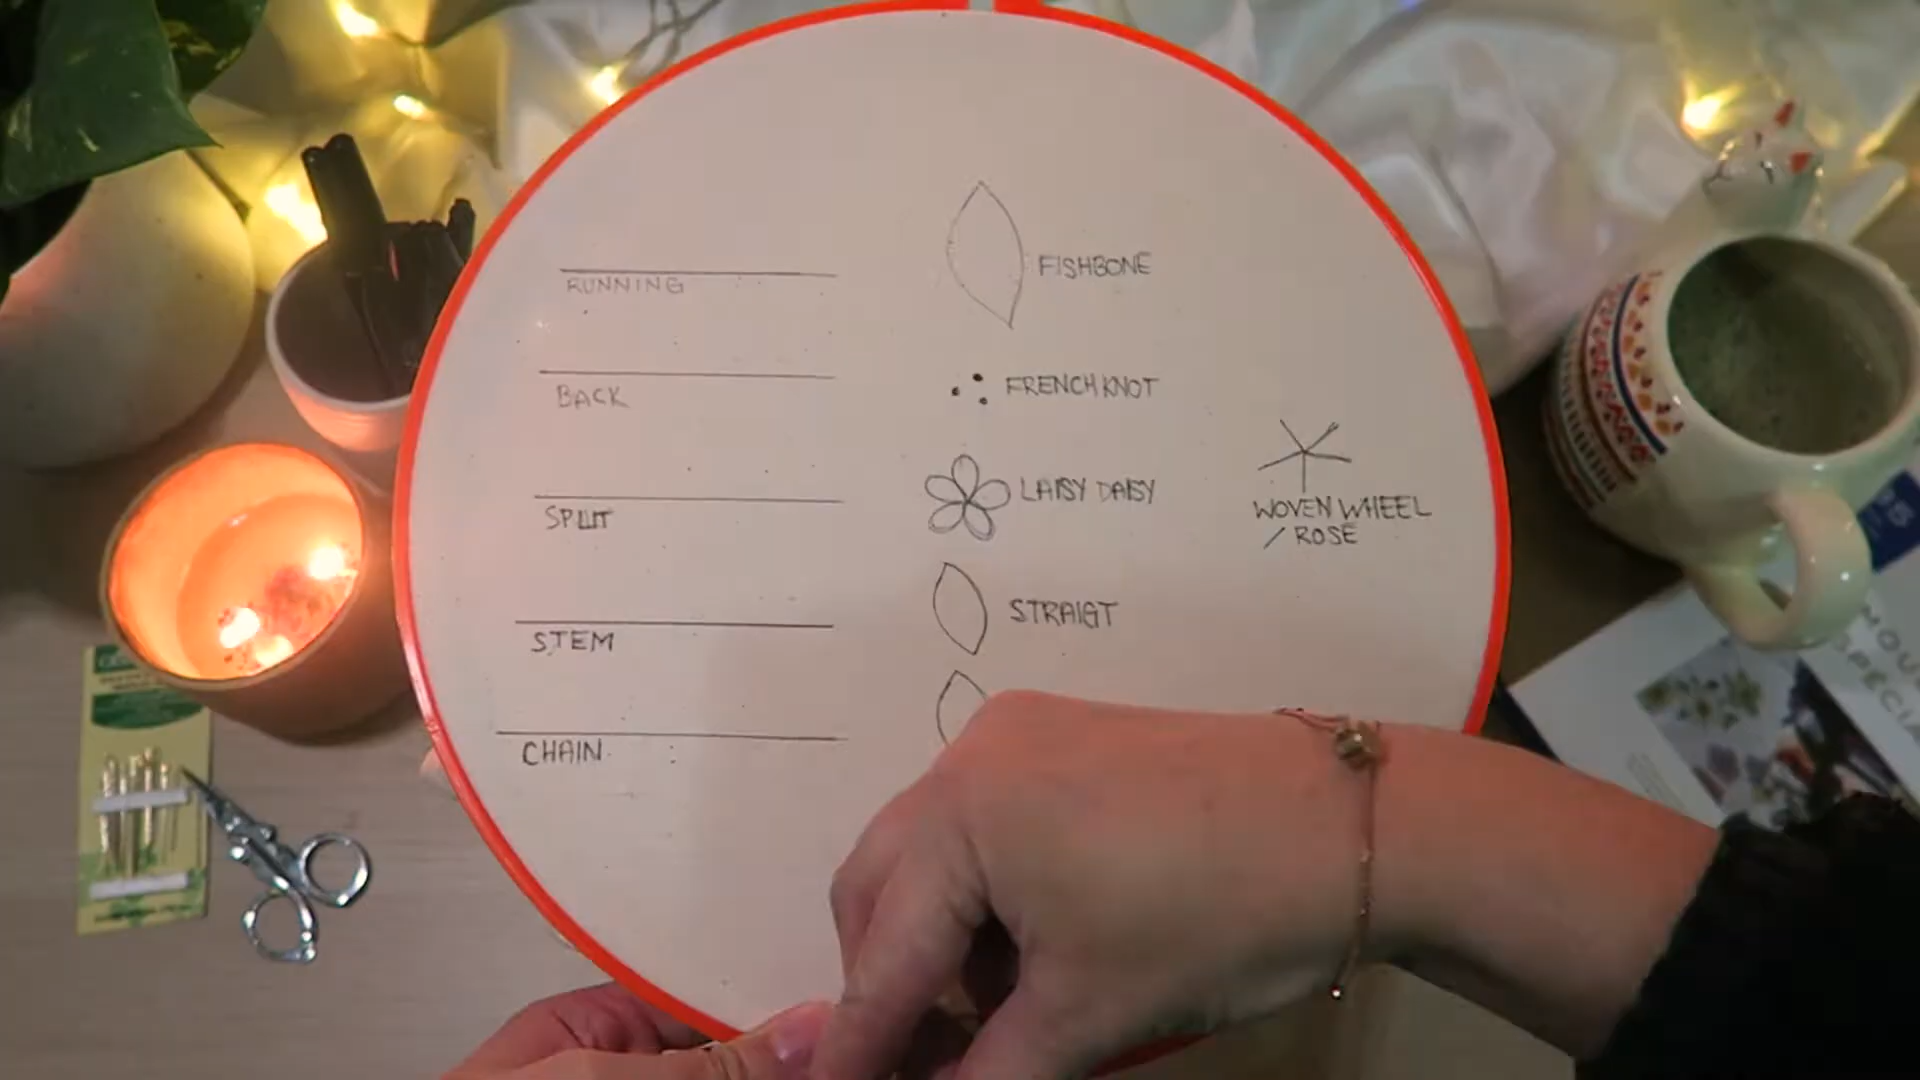 RUNNING
BACK
SPLIT
STEM
CHAIN
FISHBONE
FRENCH KNOT
LAISY DAISY
STRAIGT
WOVEN WHEEL
/ ROSE